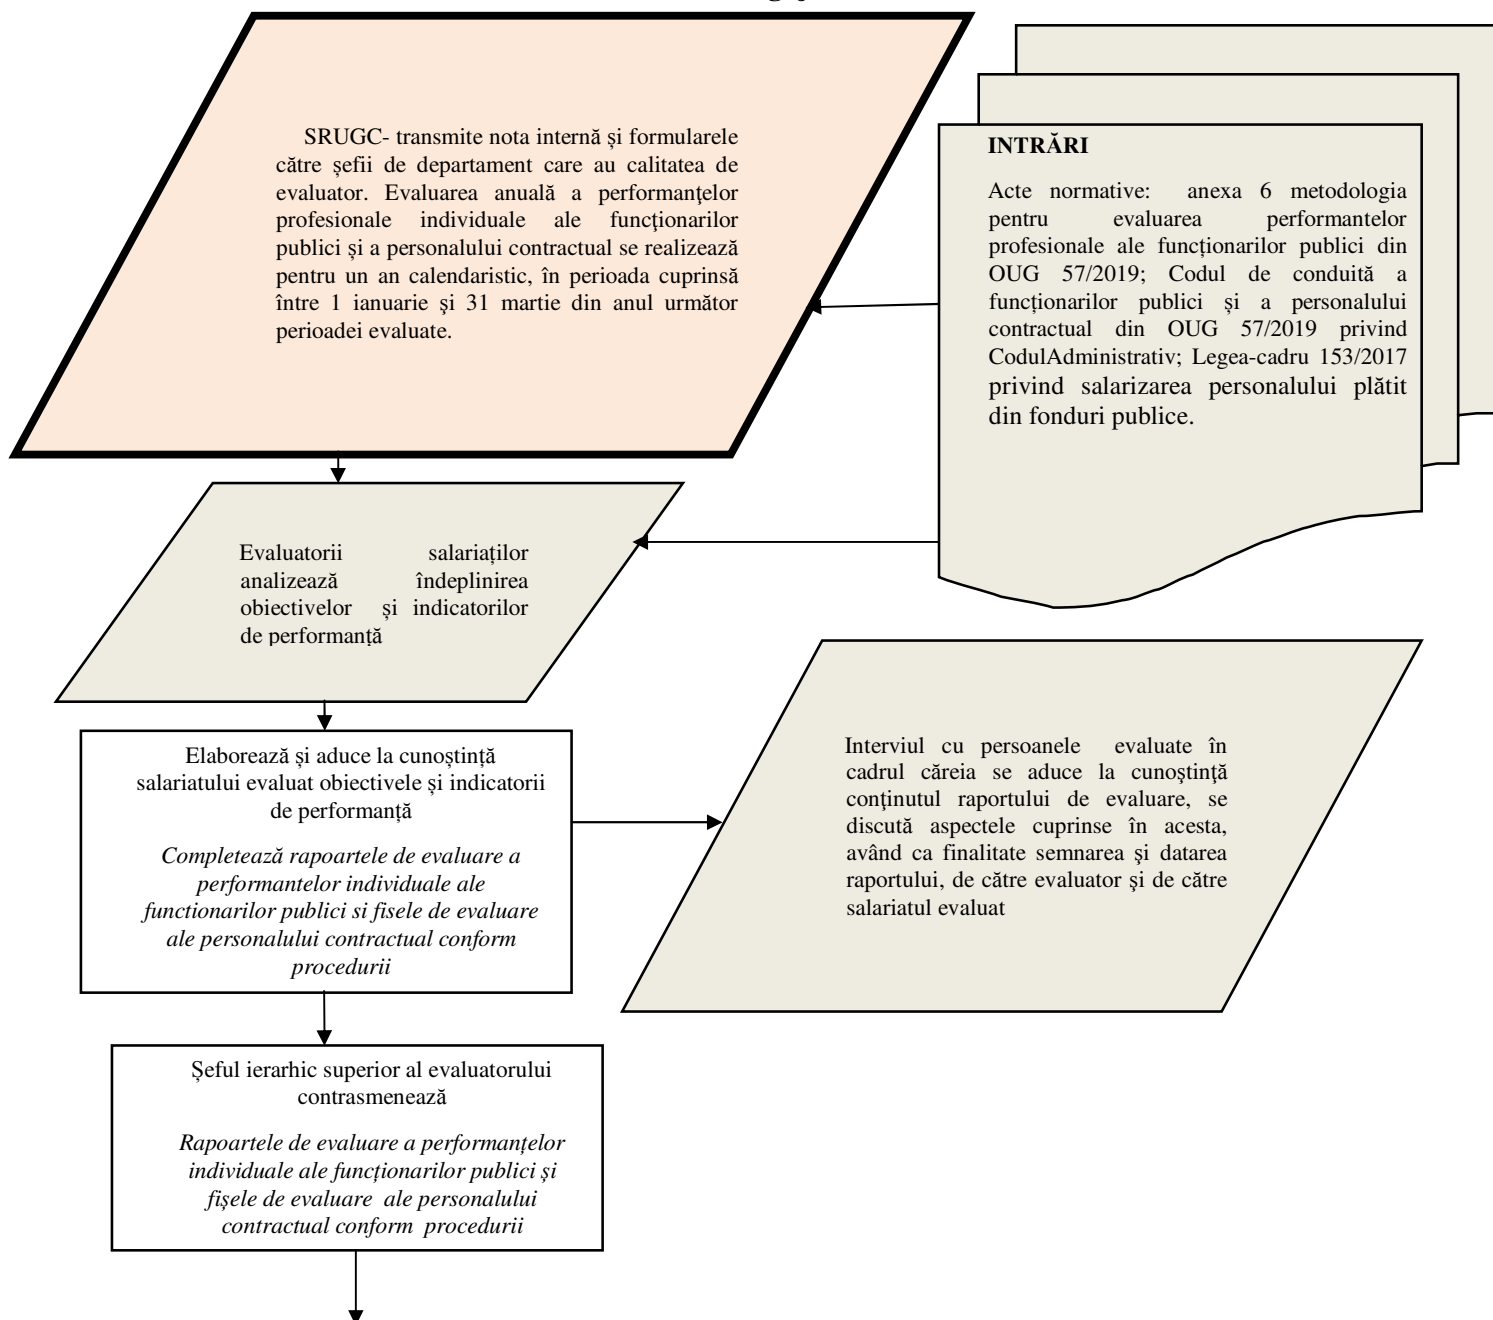 SRUGC- transmite nota internă și formularele
către șefii de departament care au calitatea de
evaluator. Evaluarea anuală a performanţelor
profesionale individuale ale funcţionarilor
publici și a personalului contractual se realizează
pentru un an calendaristic, în perioada cuprinsă
între 1 ianuarie şi 31 martie din anul următor
perioadei evaluate.
INTRĂRI
Acte normative: anexa 6 metodologia
pentru evaluarea performantelor
profesionale ale funcționarilor publici din
OUG 57/2019; Codul de conduită a
funcționarilor publici și a personalului
contractual din OUG 57/2019 privind
CodulAdministrativ; Legea-cadru 153/2017
privind salarizarea personalului plătit
din fonduri publice.
Evaluatorii salariaților
analizează îndeplinirea
obiectivelor și indicatorilor
de performanță
Elaborează și aduce la cunoștință
salariatului evaluat obiectivele și indicatorii
de performanță
Completează rapoartele de evaluare a
performantelor individuale ale
functionarilor publici si fisele de evaluare
ale personalului contractual conform
procedurii
Interviul cu persoanele evaluate în
cadrul căreia se aduce la cunoştinţă
conţinutul raportului de evaluare, se
discută aspectele cuprinse în acesta,
având ca finalitate semnarea şi datarea
raportului, de către evaluator şi de către
salariatul evaluat
Șeful ierarhic superior al evaluatorului
contrasmenează
Rapoartele de evaluare a performanțelor
individuale ale funcționarilor publici și
fișele de evaluare ale personalului
contractual conform procedurii